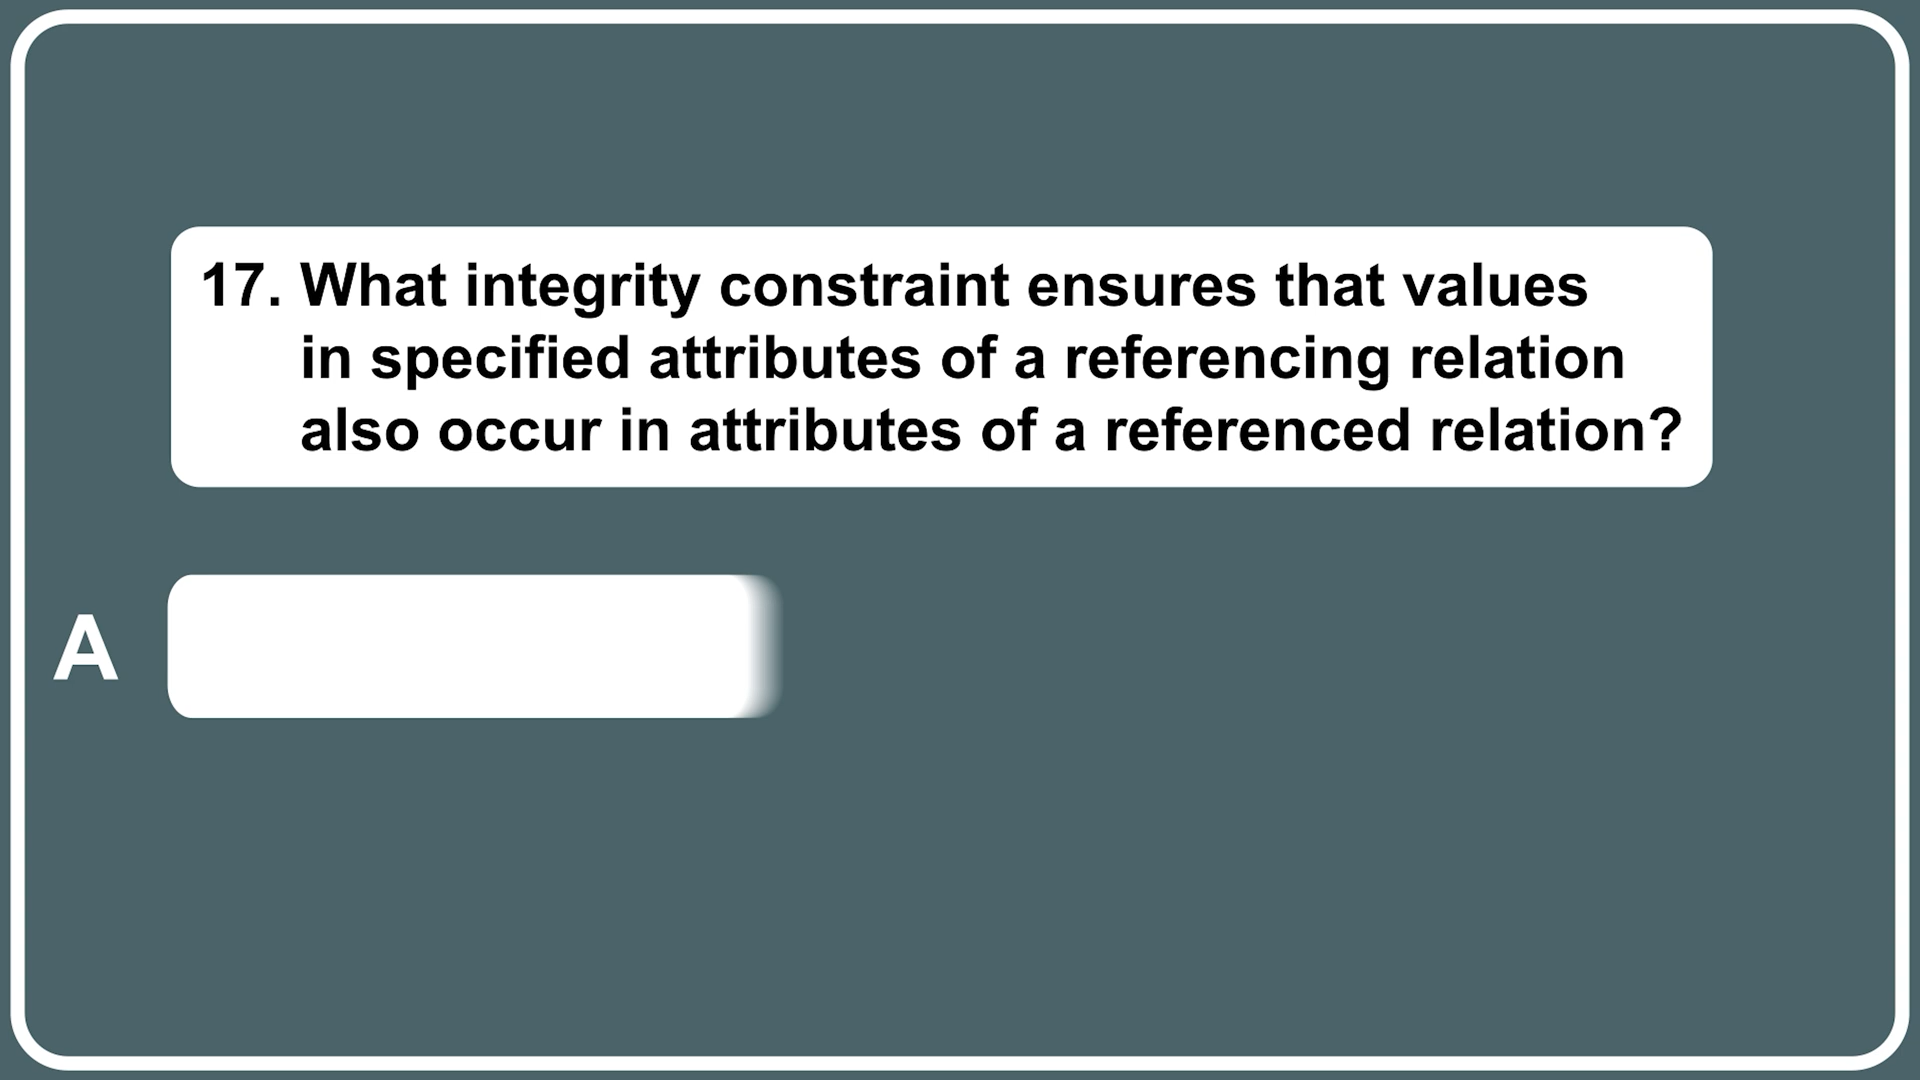 17. What integrity constraint ensures that values
in specified attributes of a referencing relation
also occur in attributes of a referenced relation?
A